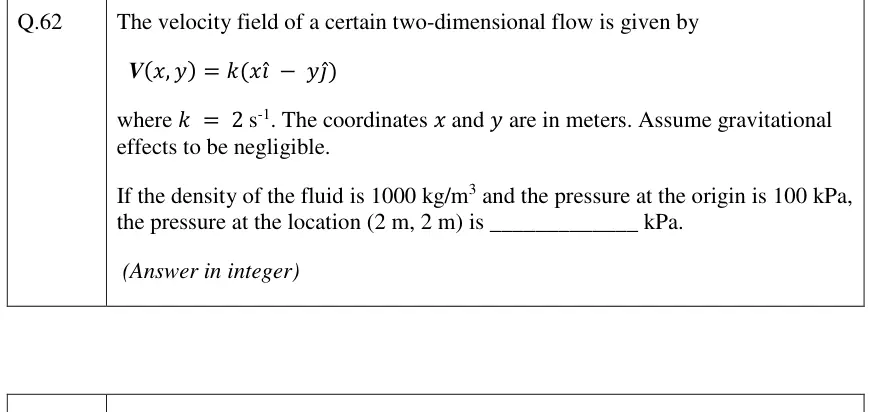 Q.62 The velocity field of a certain two-dimensional flow is given by
𝑽(𝑥, 𝑦) = 𝑘(𝑥𝑖̂ − 𝑦𝑗̂)
where 𝑘 = 2 s⁻¹. The coordinates 𝑥 and 𝑦 are in meters. Assume gravitational
effects to be negligible.
If the density of the fluid is 1000 kg/m³ and the pressure at the origin is 100 kPa,
the pressure at the location (2 m, 2 m) is _____________ kPa.
(Answer in integer)